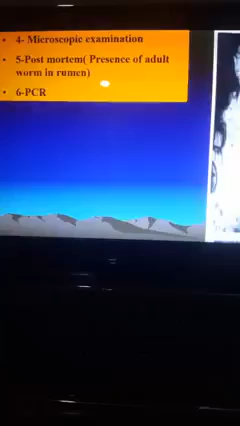 • 4- Microscopic examination
• 5-Post mortem( Presence of adult
worm in rumen)
• 6-PCR